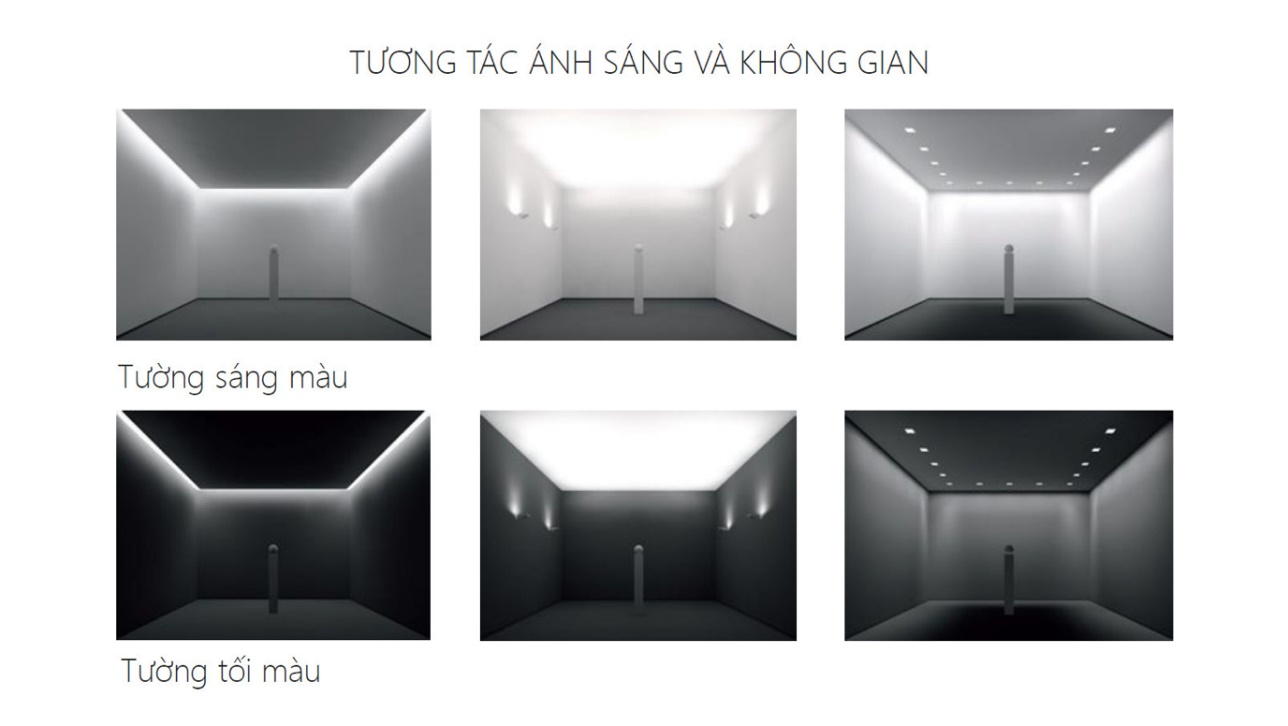 TƯƠNG TÁC ÁNH SÁNG VÀ KHÔNG GIAN
Tường sáng màu
Tường tối màu